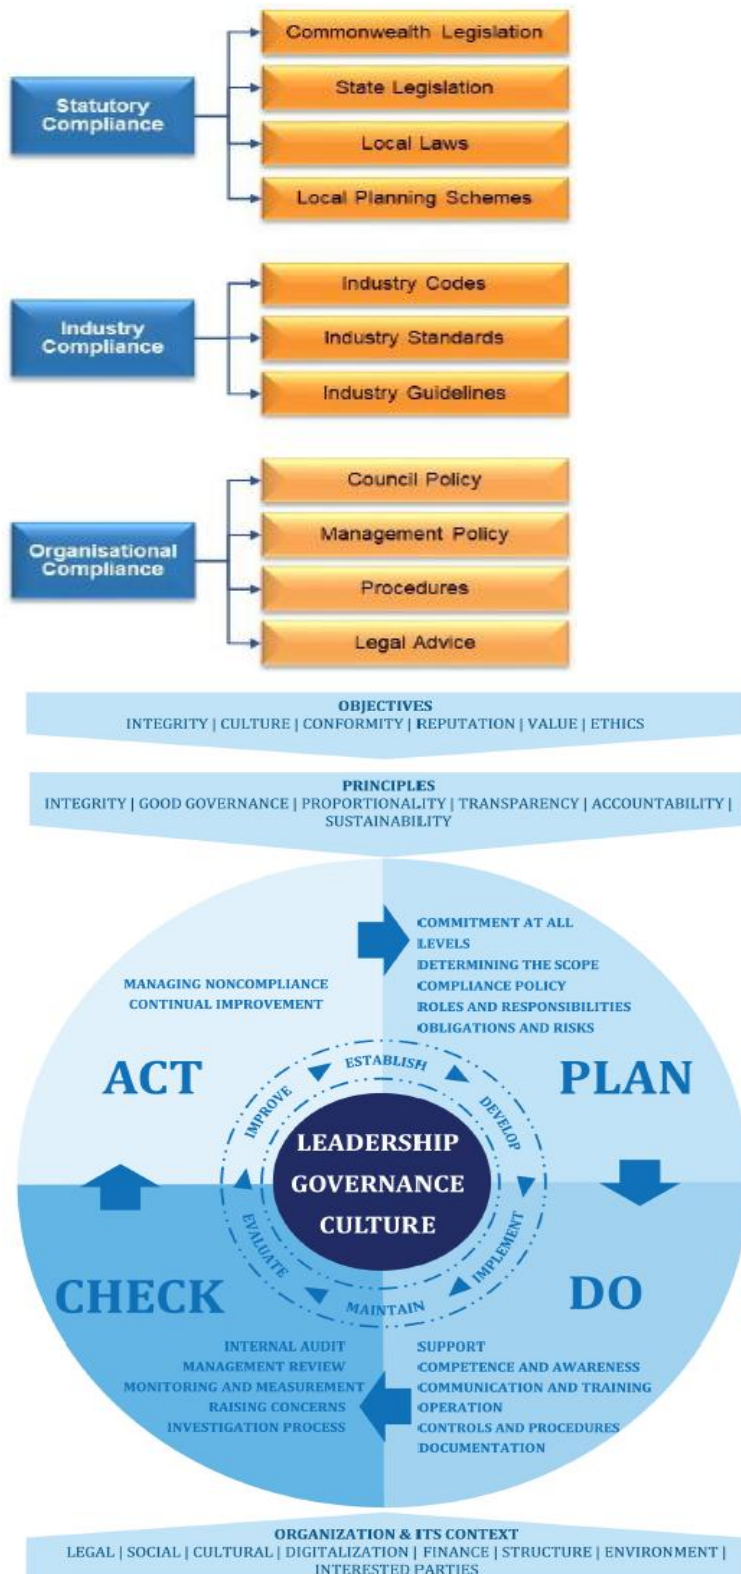 Statutory
Compliance
Commonwealth Legislation
State Legislation
Local Laws
Local Planning Schemes
Industry
Compliance
Industry Codes
Industry Standards
Industry Guidelines
Organisational
Compliance
Council Policy
Management Policy
Procedures
Legal Advice
OBJECTIVES
INTEGRITY | CULTURE | CONFORMITY | REPUTATION | VALUE | ETHICS
PRINCIPLES
INTEGRITY | GOOD GOVERNANCE | PROPORTIONALITY | TRANSPARENCY | ACCOUNTABILITY |
SUSTAINABILITY
MANAGING NONCOMPLIANCE
CONTINUAL IMPROVEMENT
ACT
COMMITMENT AT ALL
LEVELS
DETERMINING THE SCOPE
COMPLIANCE POLICY
ROLES AND RESPONSIBILITIES
OBLIGATIONS AND RISKS
PLAN
ESTABLISH
DEVELOP
IMPLEMENT
MAINTAIN
EVALUATE
IMPROVE
LEADERSHIP
GOVERNANCE
CULTURE
CHECK
INTERNAL AUDIT
MANAGEMENT REVIEW
MONITORING AND MEASUREMENT
RAISING CONCERNS
INVESTIGATION PROCESS
DO
SUPPORT
COMPETENCE AND AWARENESS
COMMUNICATION AND TRAINING
OPERATION
CONTROLS AND PROCEDURES
DOCUMENTATION
ORGANIZATION & ITS CONTEXT
LEGAL | SOCIAL | CULTURAL | DIGITALIZATION | FINANCE | STRUCTURE | ENVIRONMENT |
INTERESTED PARTIES